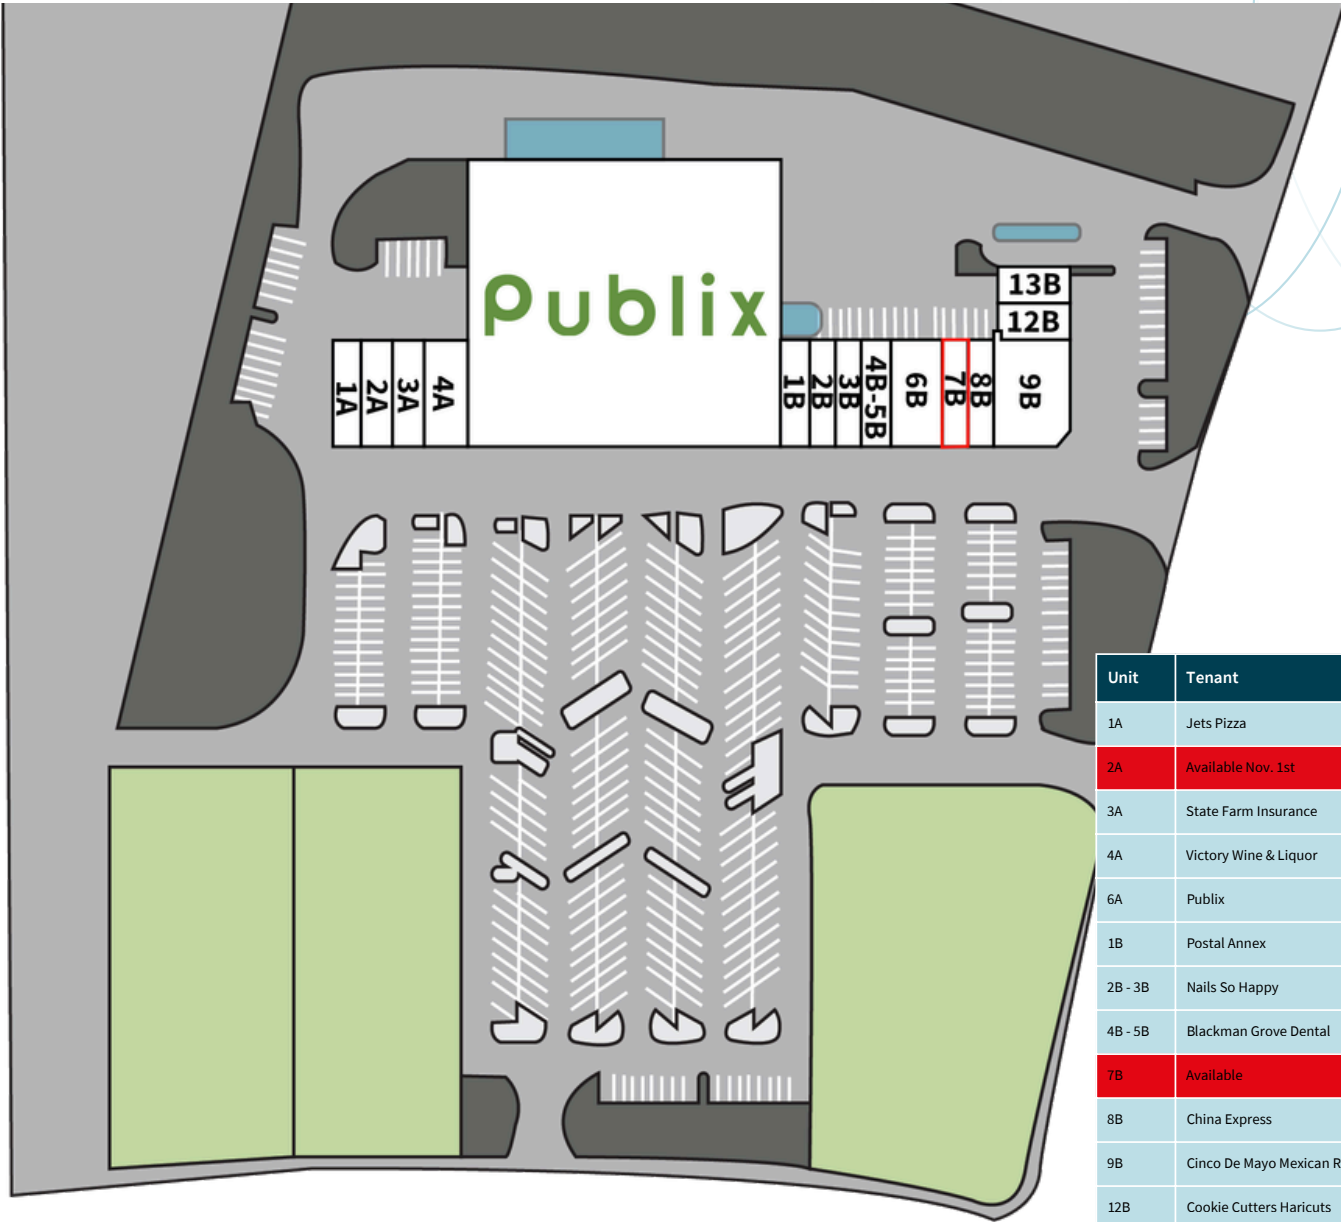 Publix
13B
12B
1A
2A
3A
4A
1B
2B
3B
4B-5B
6B
7B
8B
9B
Unit Tenant
1A Jets Pizza
2A Available Nov. 1st
3A State Farm Insurance
4A Victory Wine & Liquor
6A Publix
1B Postal Annex
2B - 3B Nails So Happy
4B - 5B Blackman Grove Dental
7B Available
8B China Express
9B Cinco De Mayo Mexican R
12B Cookie Cutters Haricuts